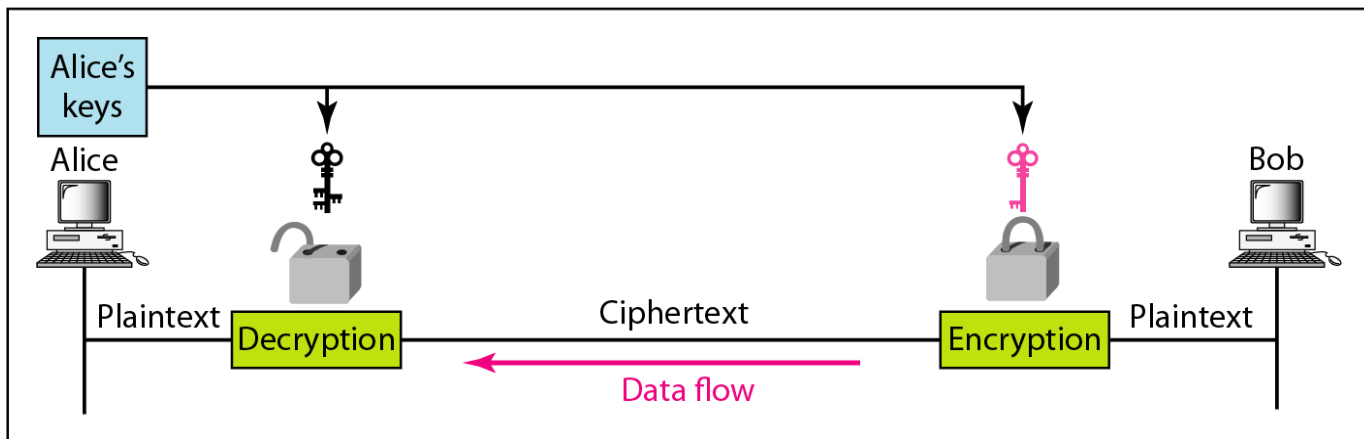 Alice’s
keys
Alice
Bob
Plaintext
Decryption
Ciphertext
Encryption
Plaintext
Data flow